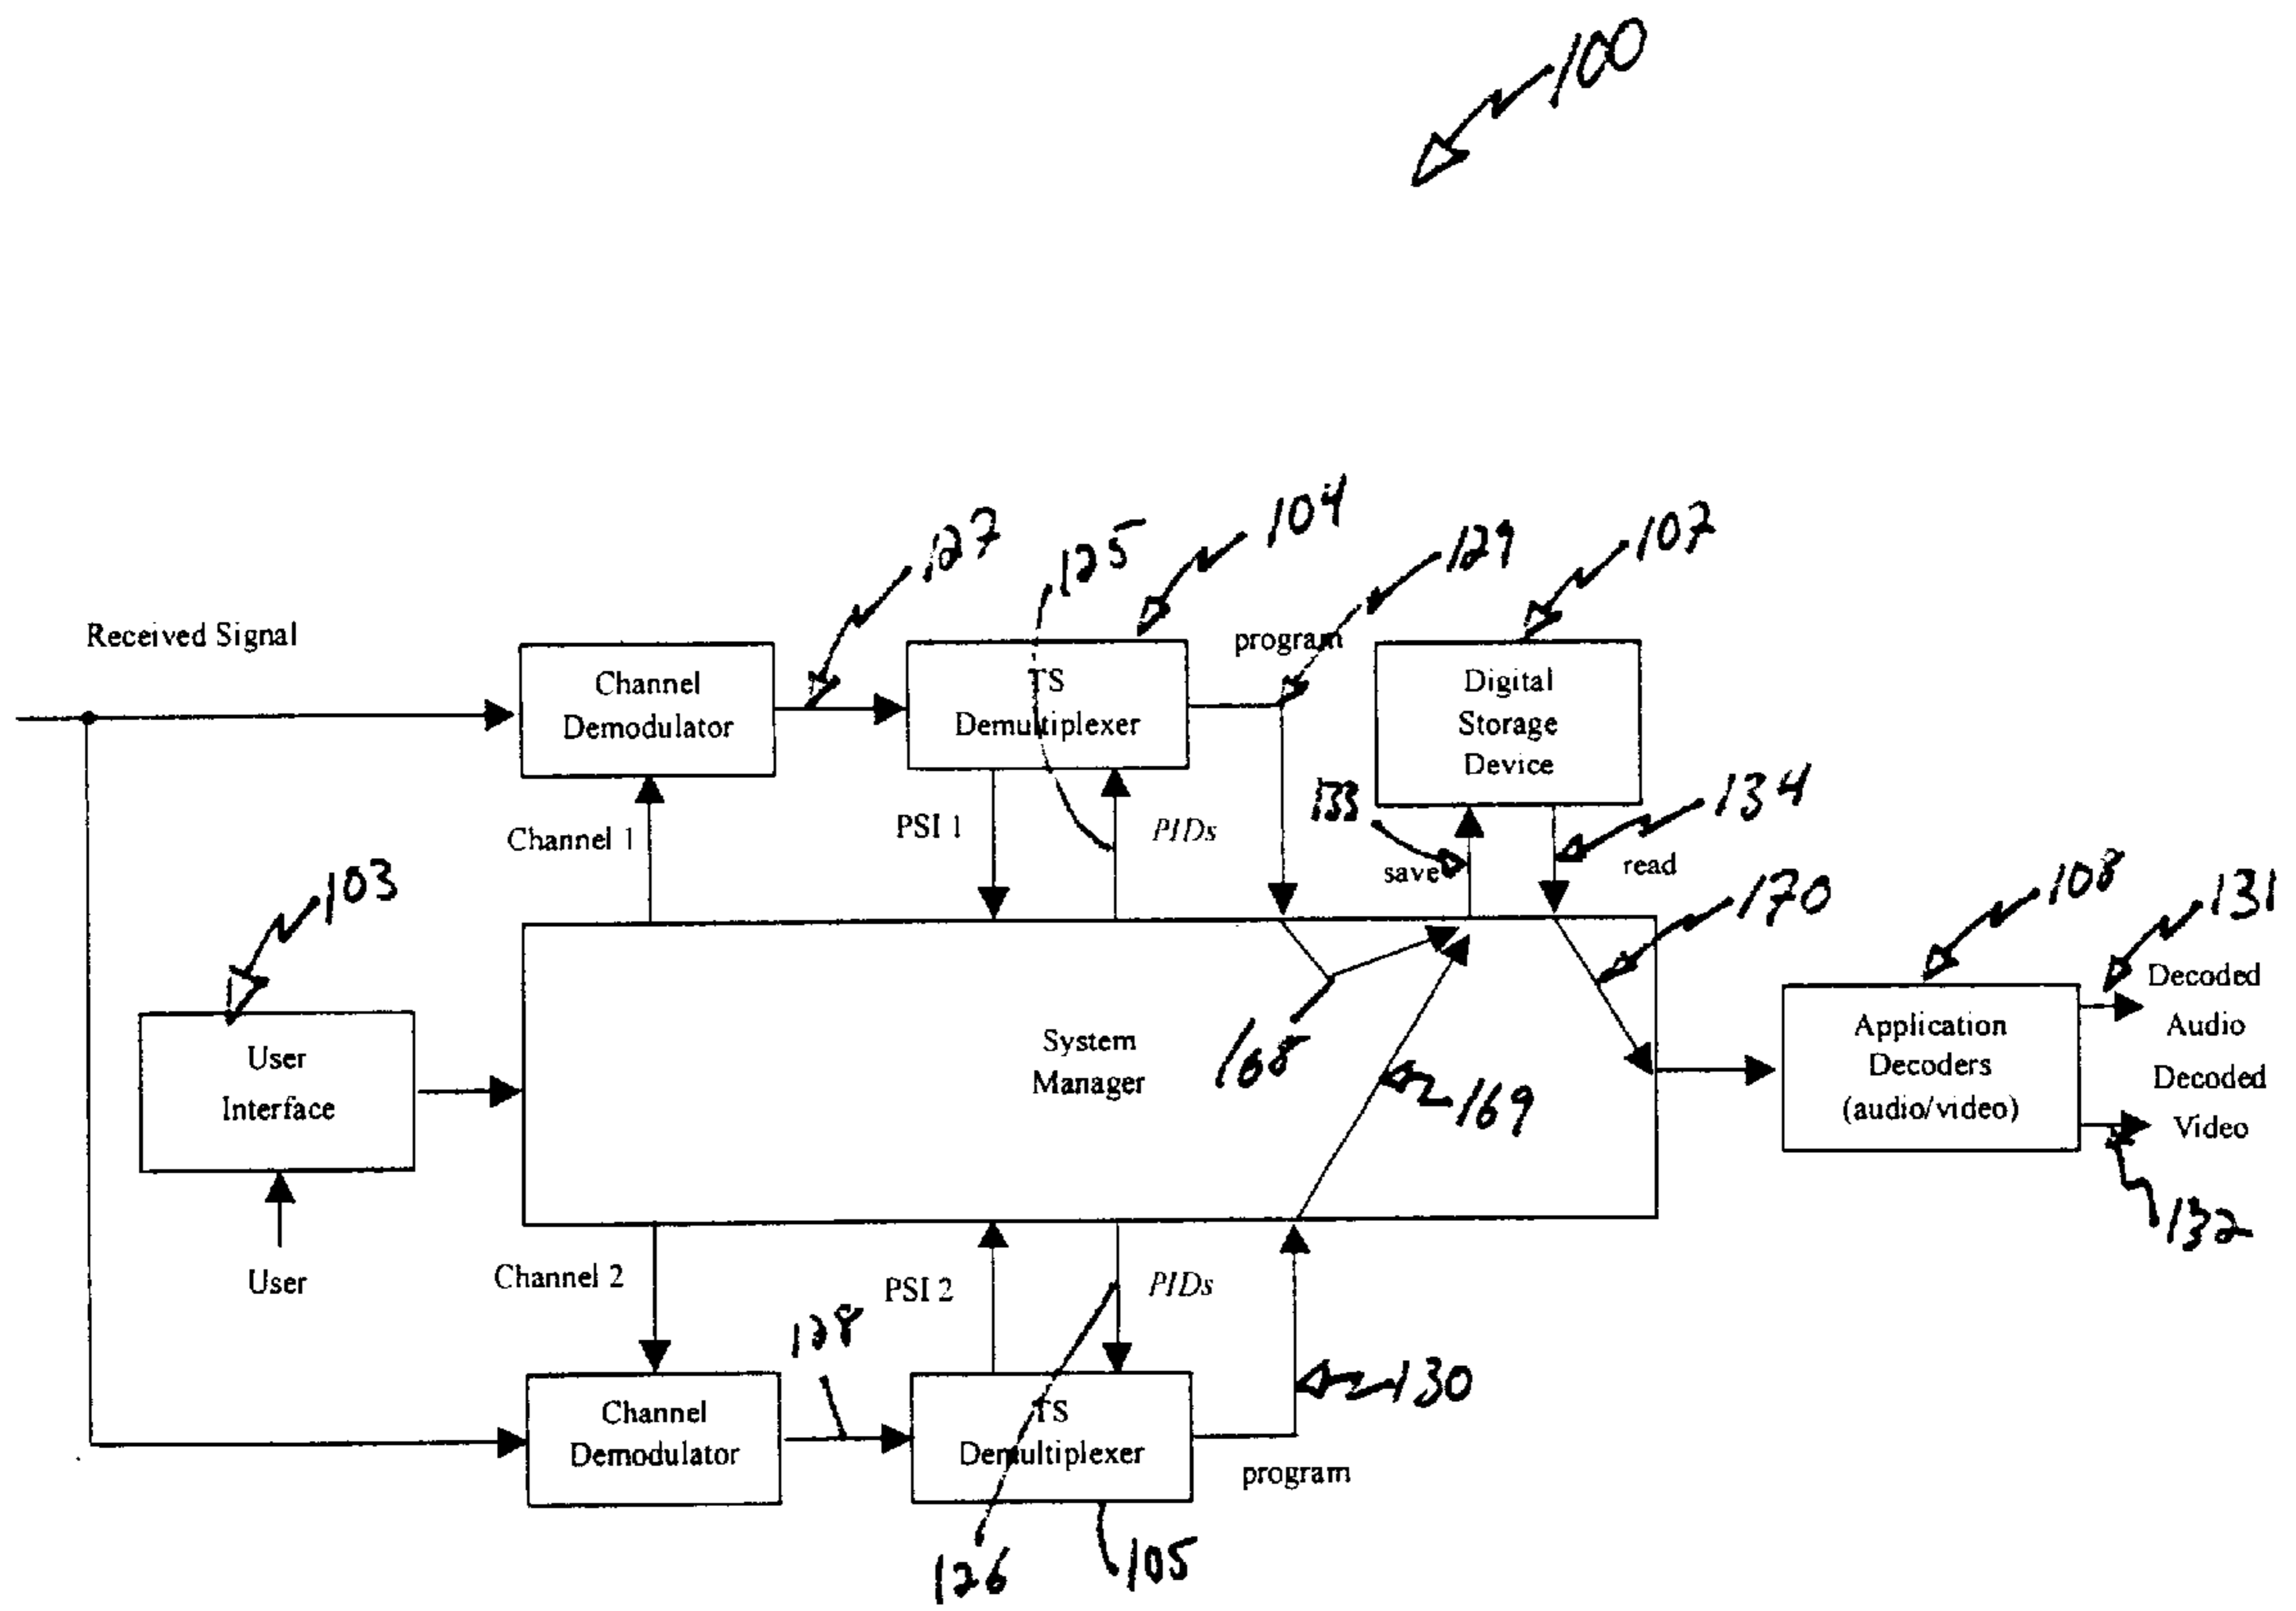 100
127
125
104
129
107
Received Signal
Channel
Demodulator
TS
Demultiplexer
program
Digital
Storage
Device
133
134
Channel 1
PSI 1
PIDs
save
read
103
170
108
131
User
Interface
System
Manager
168
169
Application
Decoders
(audio/video)
Decoded
Audio
Decoded
Video
132
User
Channel 2
PSI 2
PIDs
128
130
Channel
Demodulator
TS
Demultiplexer
program
126
105